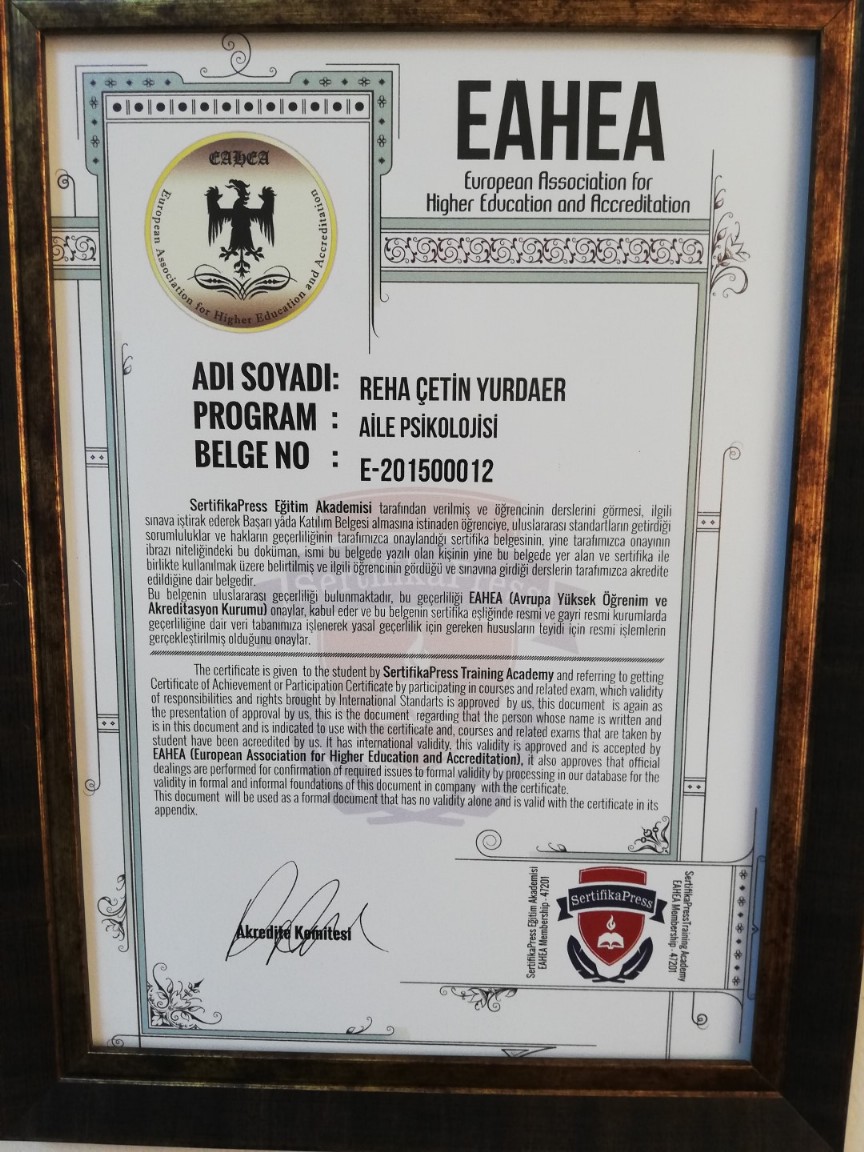 EAHEA
European Association for
Higher Education and Accreditation
EAHEA
European Association for Higher Education and Accreditation
ADI SOYADI: REHA ÇETİN YURDAER
PROGRAM : AİLE PSİKOLOJİSİ
BELGE NO : E-201500012
SertifikaPress Eğitim Akademisi tarafından verilmiş ve öğrencinin derslerini görmesi, ilgili
sınava iştirak ederek Başarı yada Katılım Belgesi almasına istinaden öğrenciye, uluslararası standartların getirdiği
sorumluluklar ve hakların geçerliliğinin tarafımızca onaylandığı sertifika belgesinin, yine tarafımızca onayının
ibrazı niteliğindeki bu doküman, ismi bu belgede yazılı olan kişinin yine bu belgede yer alan ve sertifika ile
birlikte kullanılmak üzere belirtilmiş ve ilgili öğrencinin gördüğü ve sınavına girdiği derslerin tarafımızca akredite
edildiğine dair belgedir.
Bu belgenin uluslararası geçerliliği bulunmaktadır, bu geçerliliği EAHEA (Avrupa Yüksek Öğrenim ve
Akreditasyon Kurumu) onaylar, kabul eder ve bu belgenin sertifika eşliğinde resmi ve gayri resmi kurumlarda
geçerliliğine dair veri tabanımıza işlenerek yasal geçerlilik için gereken hususların teyidi için resmi işlemlerin
gerçekleştirilmiş olduğunu onaylar.
The certificate is given to the student by SertifikaPress Training Academy and referring to getting
Certificate of Achievement or Participation Certificate by participating in courses and related exam, which validity
of responsibilities and rights brought by International Standarts is approved by us, this document is again as
the presentation of approval by us, this is the document regarding that the person whose name is written and
is in this document and is indicated to use with the certificate and, courses and related exams that are taken by
student have been acreedited by us. It has international validity, this validity is approved and is accepted by
EAHEA (European Association for Higher Education and Accreditation), it also approves that official
dealings are performed for confirmation of required issues to formal validity by processing in our database for the
validity in formal and informal foundations of this document in company with the certificate.
This document will be used as a formal document that has no validity alone and is valid with the certificate in its
appendix.
SertifikaPress
Akredite Komitesi
SertifikaPress Eğitim Akademisi
EAHEA Membership - 47201
SertifikaPress
SertifikaPressTraining Academy
EAHEA Membership - 47201